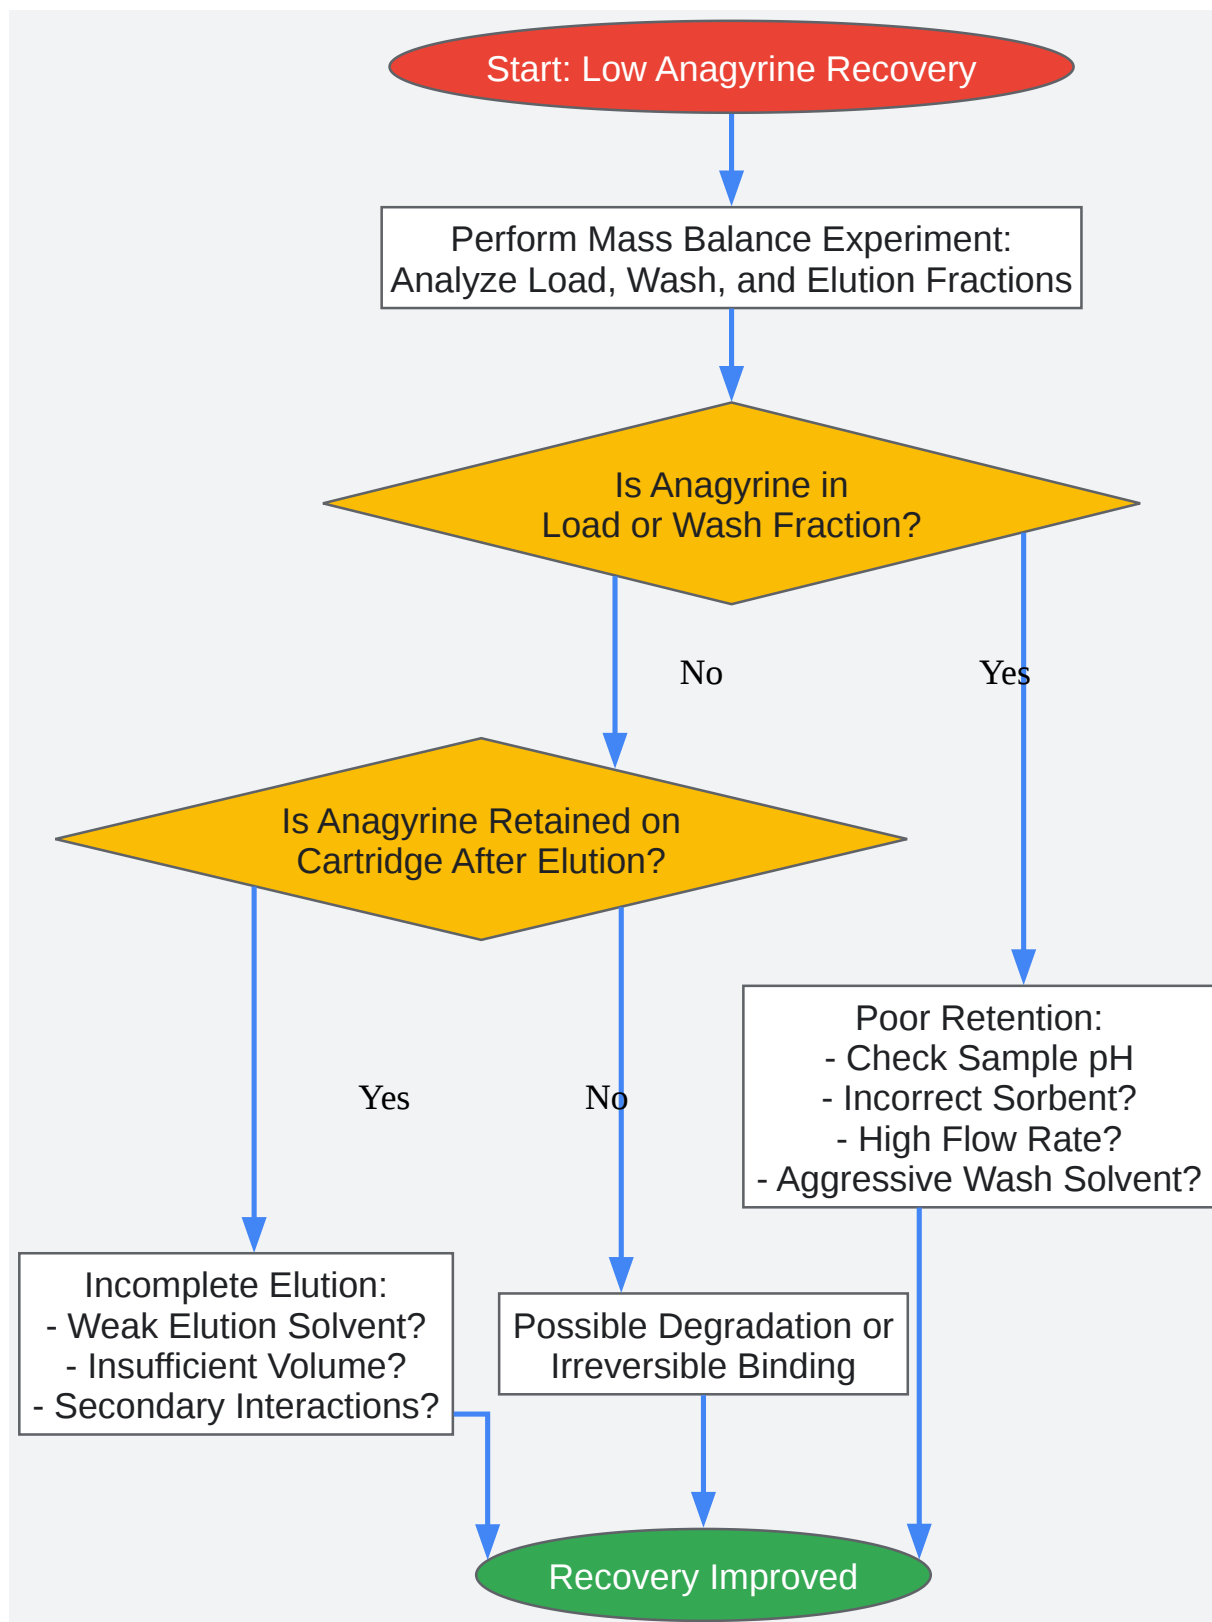 Start: Low Anagyrine Recovery
Perform Mass Balance Experiment:
Analyze Load, Wash, and Elution Fractions
Is Anagyrine in
Load or Wash Fraction?
No
Yes
Is Anagyrine Retained on
Cartridge After Elution?
Poor Retention:
- Check Sample pH
- Incorrect Sorbent?
- High Flow Rate?
- Aggressive Wash Solvent?
Yes
No
Incomplete Elution:
- Weak Elution Solvent?
- Insufficient Volume?
- Secondary Interactions?
Possible Degradation or
Irreversible Binding
Recovery Improved